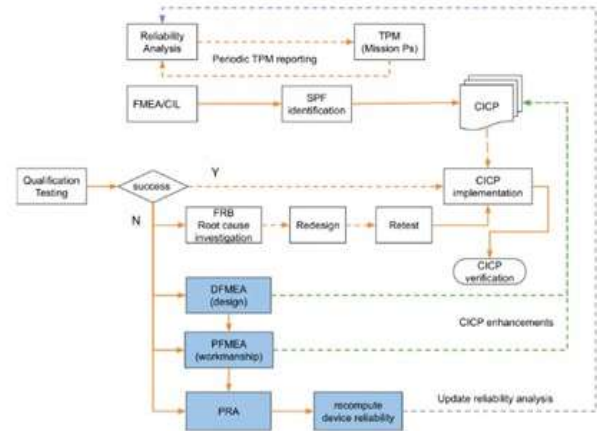 Reliability
Analysis
TPM
(Mission Ps)
Periodic TPM reporting
FMEA/CIL
SPF
identification
CICP
Qualification
Testing
success
Y
CICP
implementation
N
FRB
Root cause
investigation
Redesign
Retest
CICP
verification
DFMEA
(design)
CICP enhancements
PFMEA
(workmanship)
PRA
recompute
device reliability
Update reliability analysis